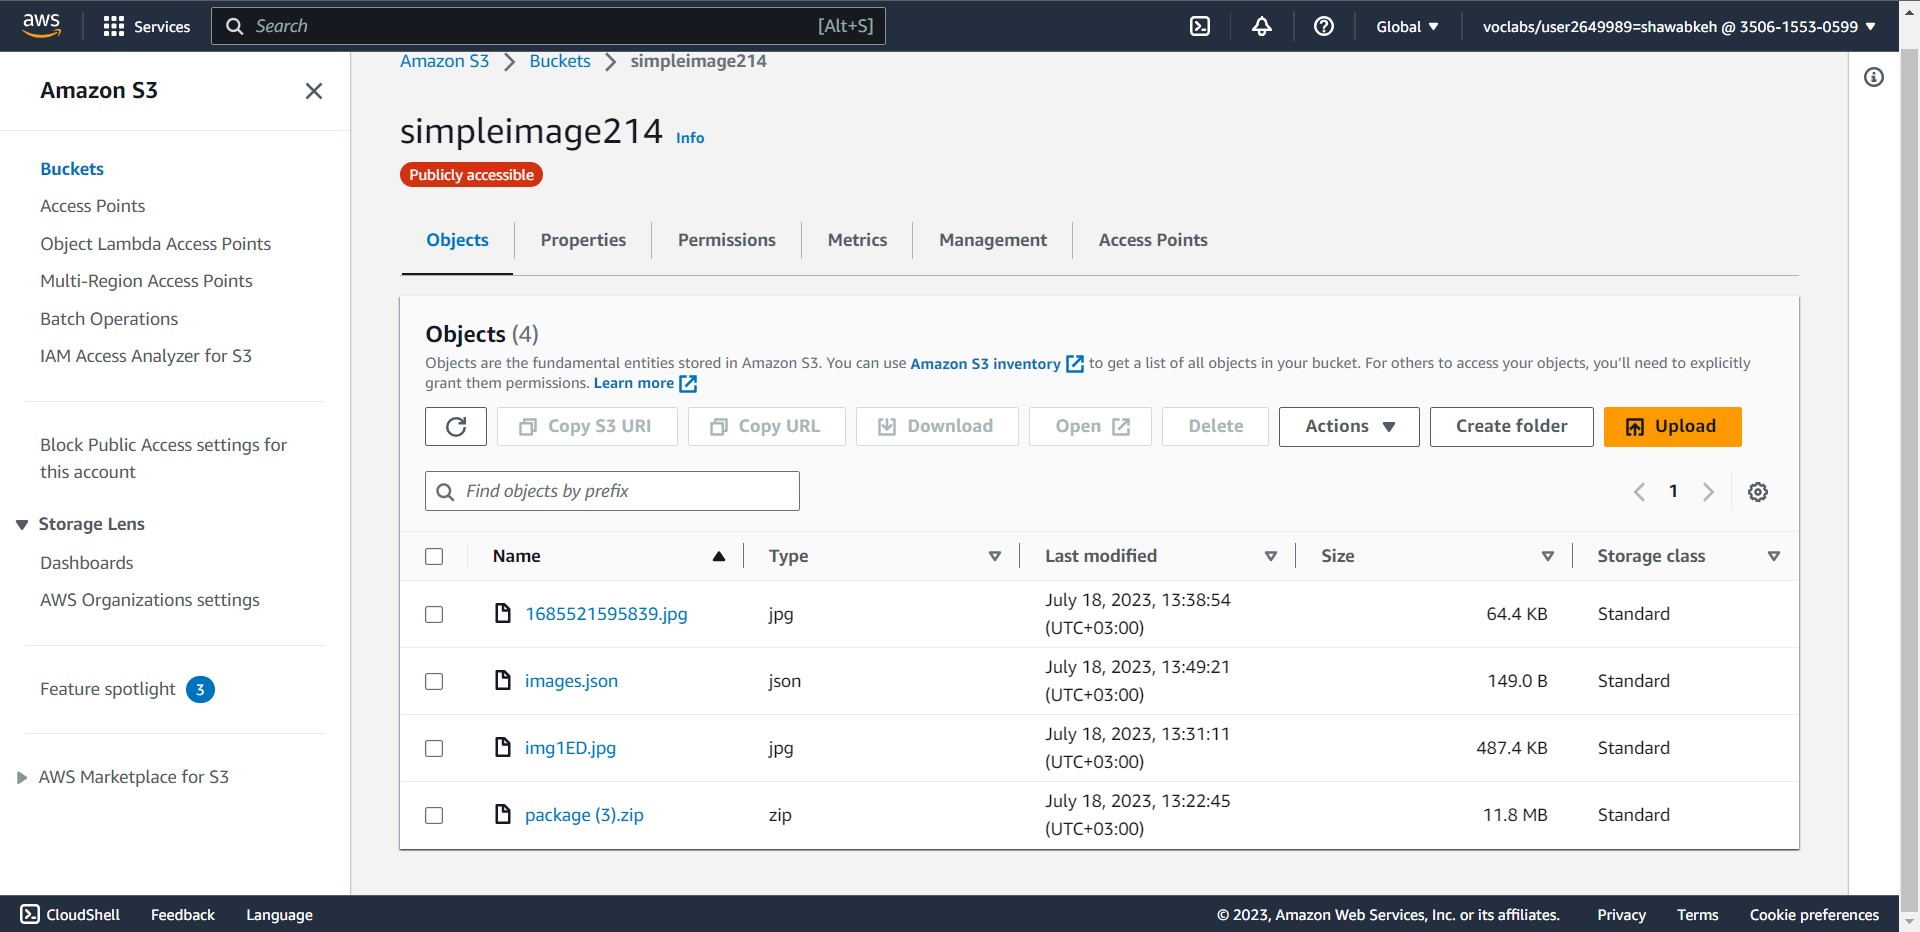 aws
Services
Search
[Alt+S]
Global
voclabs/user2649989=shawabkeh @ 3506-1553-0599
Amazon S3
Buckets
Access Points
Object Lambda Access Points
Multi-Region Access Points
Batch Operations
IAM Access Analyzer for S3
Block Public Access settings for
this account
Storage Lens
Dashboards
AWS Organizations settings
Feature spotlight 3
AWS Marketplace for S3
Amazon S3 > Buckets > simpleimage214
simpleimage214 Info
Publicly accessible
Objects
Properties
Permissions
Metrics
Management
Access Points
Objects (4)
Objects are the fundamental entities stored in Amazon S3. You can use Amazon S3 inventory to get a list of all objects in your bucket. For others to access your objects, you’ll need to explicitly
grant them permissions. Learn more
Copy S3 URI
Copy URL
Download
Open
Delete
Actions
Create folder
Upload
Find objects by prefix
1
Name
Type
Last modified
Size
Storage class
1685521595839.jpg
jpg
July 18, 2023, 13:38:54
(UTC+03:00)
64.4 KB
Standard
images.json
json
July 18, 2023, 13:49:21
(UTC+03:00)
149.0 B
Standard
img1ED.jpg
jpg
July 18, 2023, 13:31:11
(UTC+03:00)
487.4 KB
Standard
package (3).zip
zip
July 18, 2023, 13:22:45
(UTC+03:00)
11.8 MB
Standard
CloudShell
Feedback
Language
© 2023, Amazon Web Services, Inc. or its affiliates.
Privacy
Terms
Cookie preferences